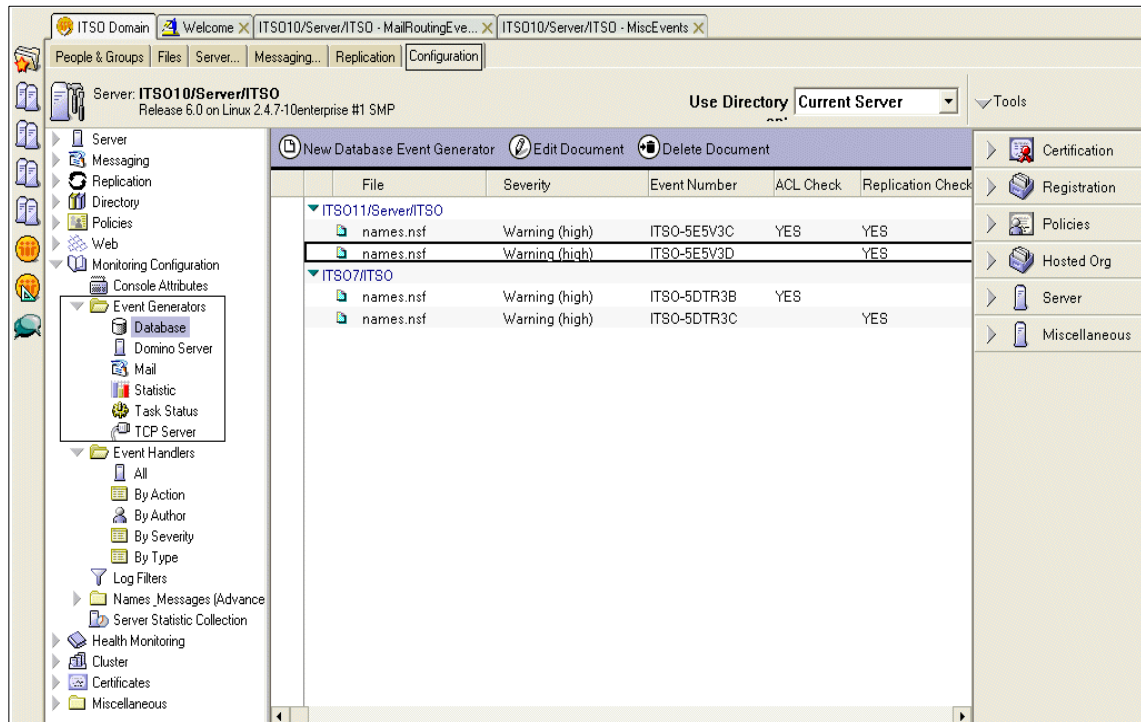 ITSO Domain Welcome ITSO10/Server/ITSO - MailRoutingEve... ITSO10/Server/ITSO - MiscEvents
People & Groups Files Server... Messaging... Replication Configuration
Server: ITSO10/Server/ITSO
Release 6.0 on Linux 2.4.7-10enterprise #1 SMP
Use Directory Current Server
Tools
Server
Messaging
Replication
Directory
Policies
Web
Monitoring Configuration
Console Attributes
Event Generators
Database
Domino Server
Mail
Statistic
Task Status
TCP Server
Event Handlers
All
By Action
By Author
By Severity
By Type
Log Filters
Names_Messages (Advance
Server Statistic Collection
Health Monitoring
Cluster
Certificates
Miscellaneous
New Database Event Generator Edit Document Delete Document
File Severity Event Number ACL Check Replication Check
ITSO11/Server/ITSO
names.nsf Warning (high) ITSO-5E5V3C YES YES
names.nsf Warning (high) ITSO-5E5V3D YES
ITSO7/ITSO
names.nsf Warning (high) ITSO-5DTR3B YES
names.nsf Warning (high) ITSO-5DTR3C YES
Certification
Registration
Policies
Hosted Org
Server
Miscellaneous